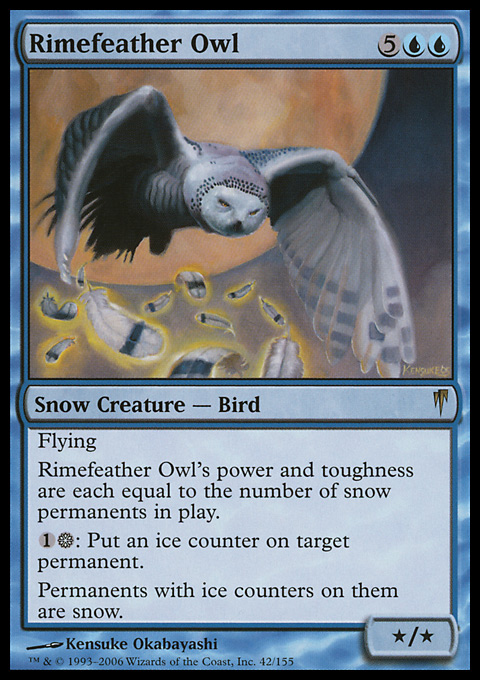 Rimefeather Owl 5
KENSUKE
Snow Creature — Bird
Flying
Rimefeather Owl's power and toughness
are each equal to the number of snow
permanents in play.
1 : Put an ice counter on target
permanent.
Permanents with ice counters on them
are snow.
★/★
Kensuke Okabayashi
™ & © 1993–2006 Wizards of the Coast, Inc. 42/155